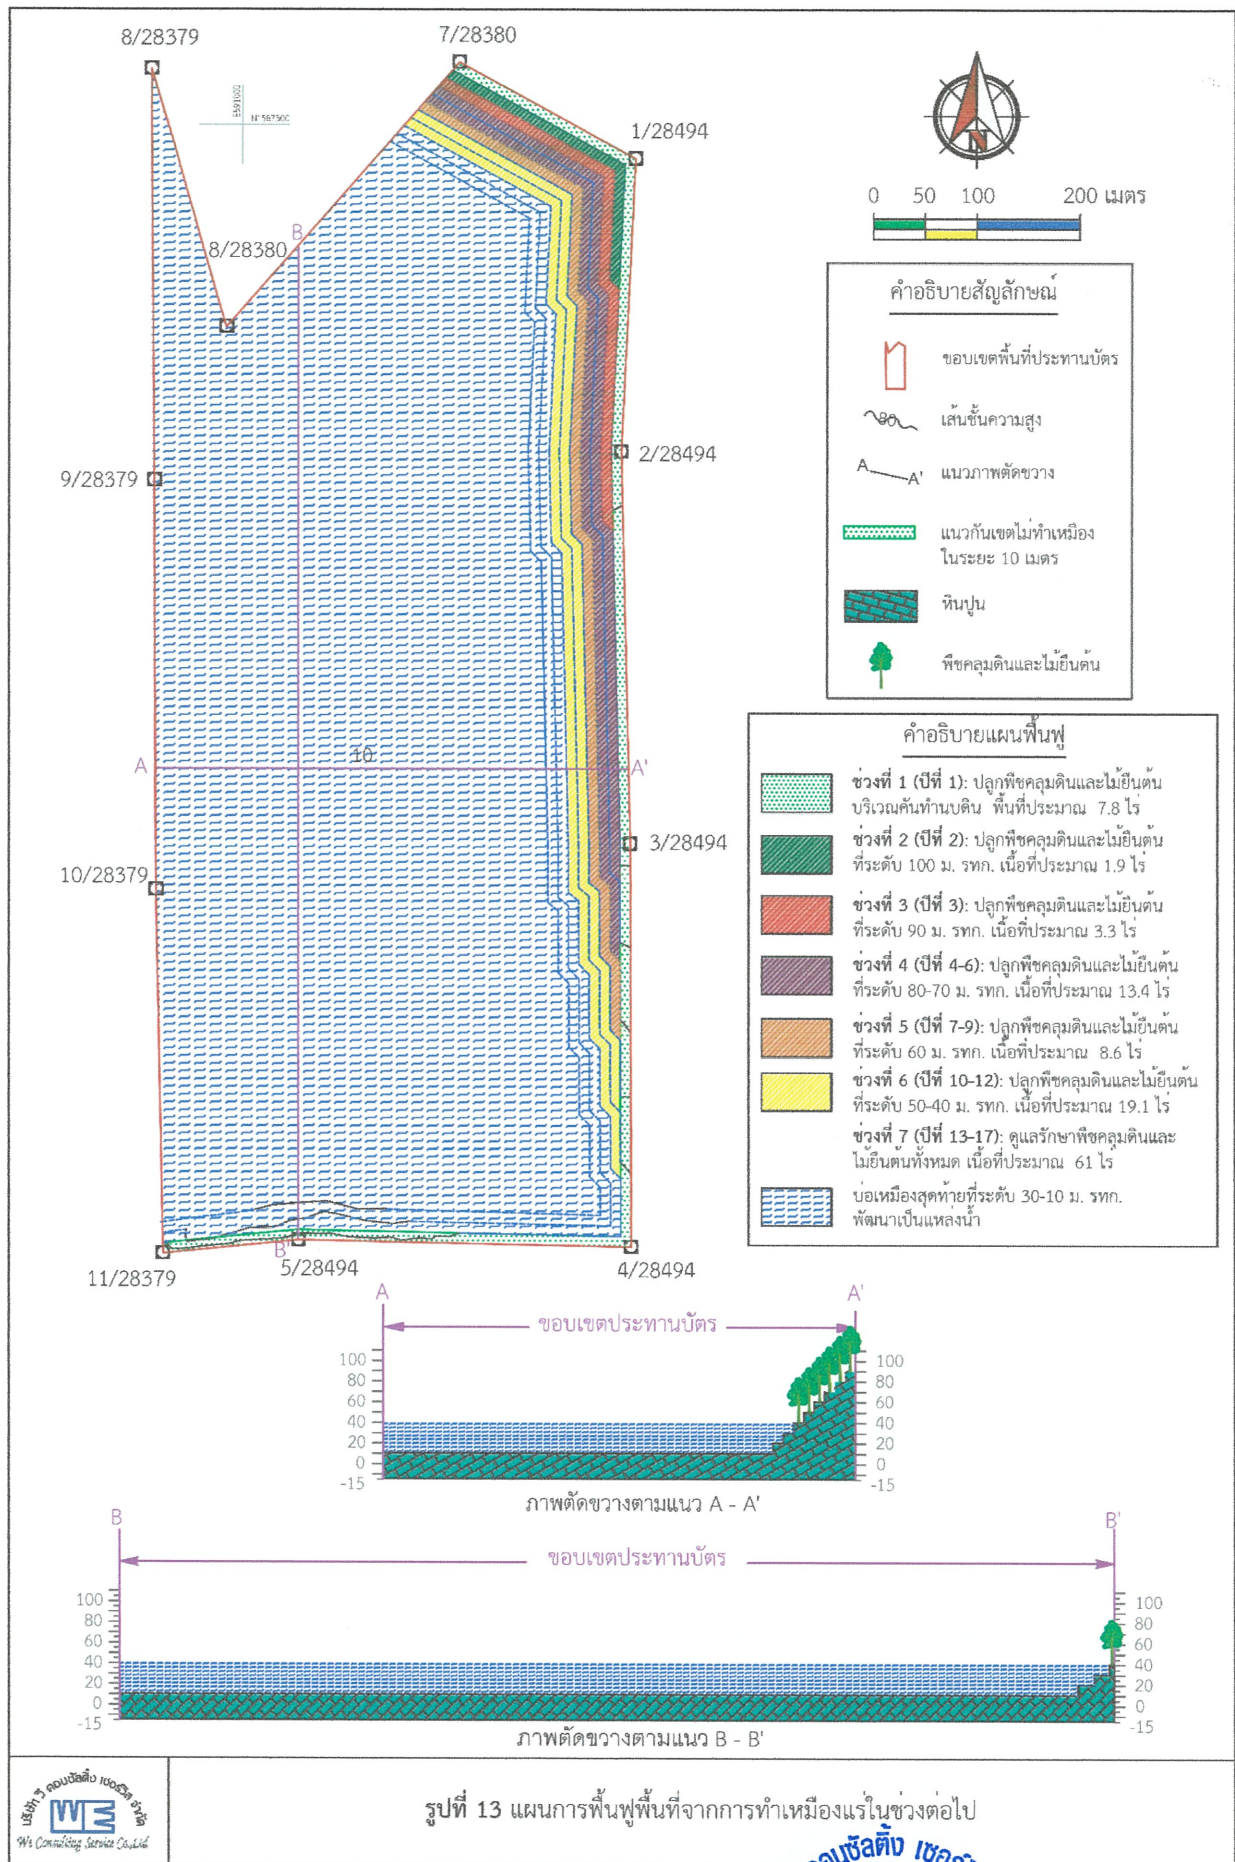 8/28379
7/28380
1/28494
8/28380
B
N
0 50 100 200 เมตร
คำอธิบายสัญลักษณ์
ขอบเขตพื้นที่ประทานบัตร
80 เส้นชั้นความสูง
A A' แนวภาพตัดขวาง
แนวกันเขตไม่ทำเหมือง
ในระยะ 10 เมตร
หินปูน
พืชคลุมดินและไม้ยืนต้น
2/28494
9/28379
A
10
A'
3/28494
10/28379
11/28379
B'
5/28494
4/28494
คำอธิบายแผนฟื้นฟู
ช่วงที่ 1 (ปีที่ 1): ปลูกพืชคลุมดินและไม้ยืนต้น
บริเวณคันทำนบดิน พื้นที่ประมาณ 7.8 ไร่
ช่วงที่ 2 (ปีที่ 2): ปลูกพืชคลุมดินและไม้ยืนต้น
ที่ระดับ 100 ม. รทก. เนื้อที่ประมาณ 1.9 ไร่
ช่วงที่ 3 (ปีที่ 3): ปลูกพืชคลุมดินและไม้ยืนต้น
ที่ระดับ 90 ม. รทก. เนื้อที่ประมาณ 3.3 ไร่
ช่วงที่ 4 (ปีที่ 4-6): ปลูกพืชคลุมดินและไม้ยืนต้น
ที่ระดับ 80-70 ม. รทก. เนื้อที่ประมาณ 13.4 ไร่
ช่วงที่ 5 (ปีที่ 7-9): ปลูกพืชคลุมดินและไม้ยืนต้น
ที่ระดับ 60 ม. รทก. เนื้อที่ประมาณ 8.6 ไร่
ช่วงที่ 6 (ปีที่ 10-12): ปลูกพืชคลุมดินและไม้ยืนต้น
ที่ระดับ 50-40 ม. รทก. เนื้อที่ประมาณ 19.1 ไร่
ช่วงที่ 7 (ปีที่ 13-17): ดูแลรักษาพืชคลุมดินและ
ไม้ยืนต้นทั้งหมด เนื้อที่ประมาณ 61 ไร่
บ่อเหมืองสุดท้ายที่ระดับ 30-10 ม. รทก.
พัฒนาเป็นแหล่งน้ำ
A A'
ขอบเขตประทานบัตร
100 100
80 80
60 60
40 40
20 20
0 0
-15 -15
ภาพตัดขวางตามแนว A - A'
B B'
ขอบเขตประทานบัตร
100 100
80 80
60 60
40 40
20 20
0 0
-15 -15
ภาพตัดขวางตามแนว B - B'
บริษัท วี คอนซัลติ้ง เซอร์วิส จำกัด
We Consulting Service Co.,Ltd
รูปที่ 13 แผนการฟื้นฟูพื้นที่จากการทำเหมืองแร่ในช่วงต่อไป